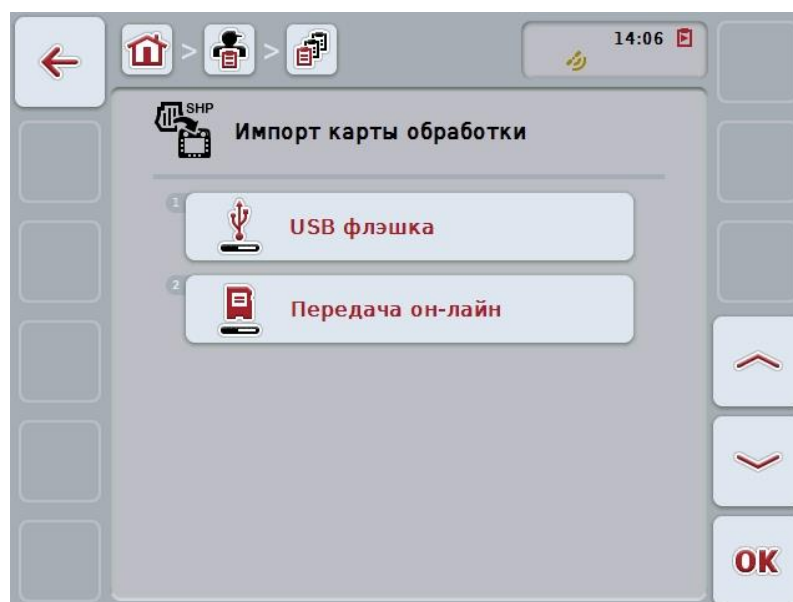 14:06
SHP
Импорт карты обработки
1
USB флэшка
2
Передача он-лайн
OK